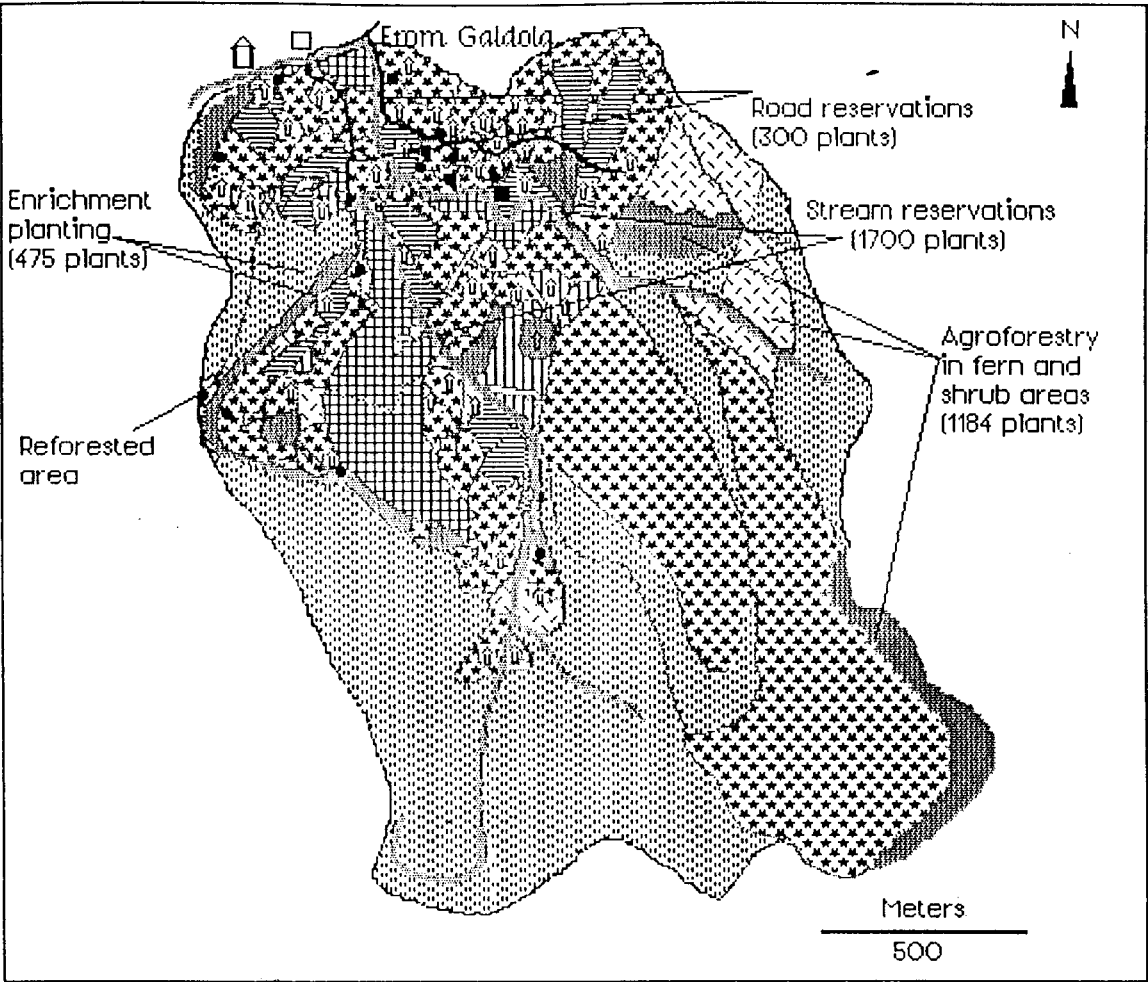 From Galdola
N
Road reservations
(300 plants)
Enrichment
planting
(475 plants)
Stream reservations
(1700 plants)
Agroforestry
in fern and
shrub areas
(1184 plants)
Reforested
area
Meters
500